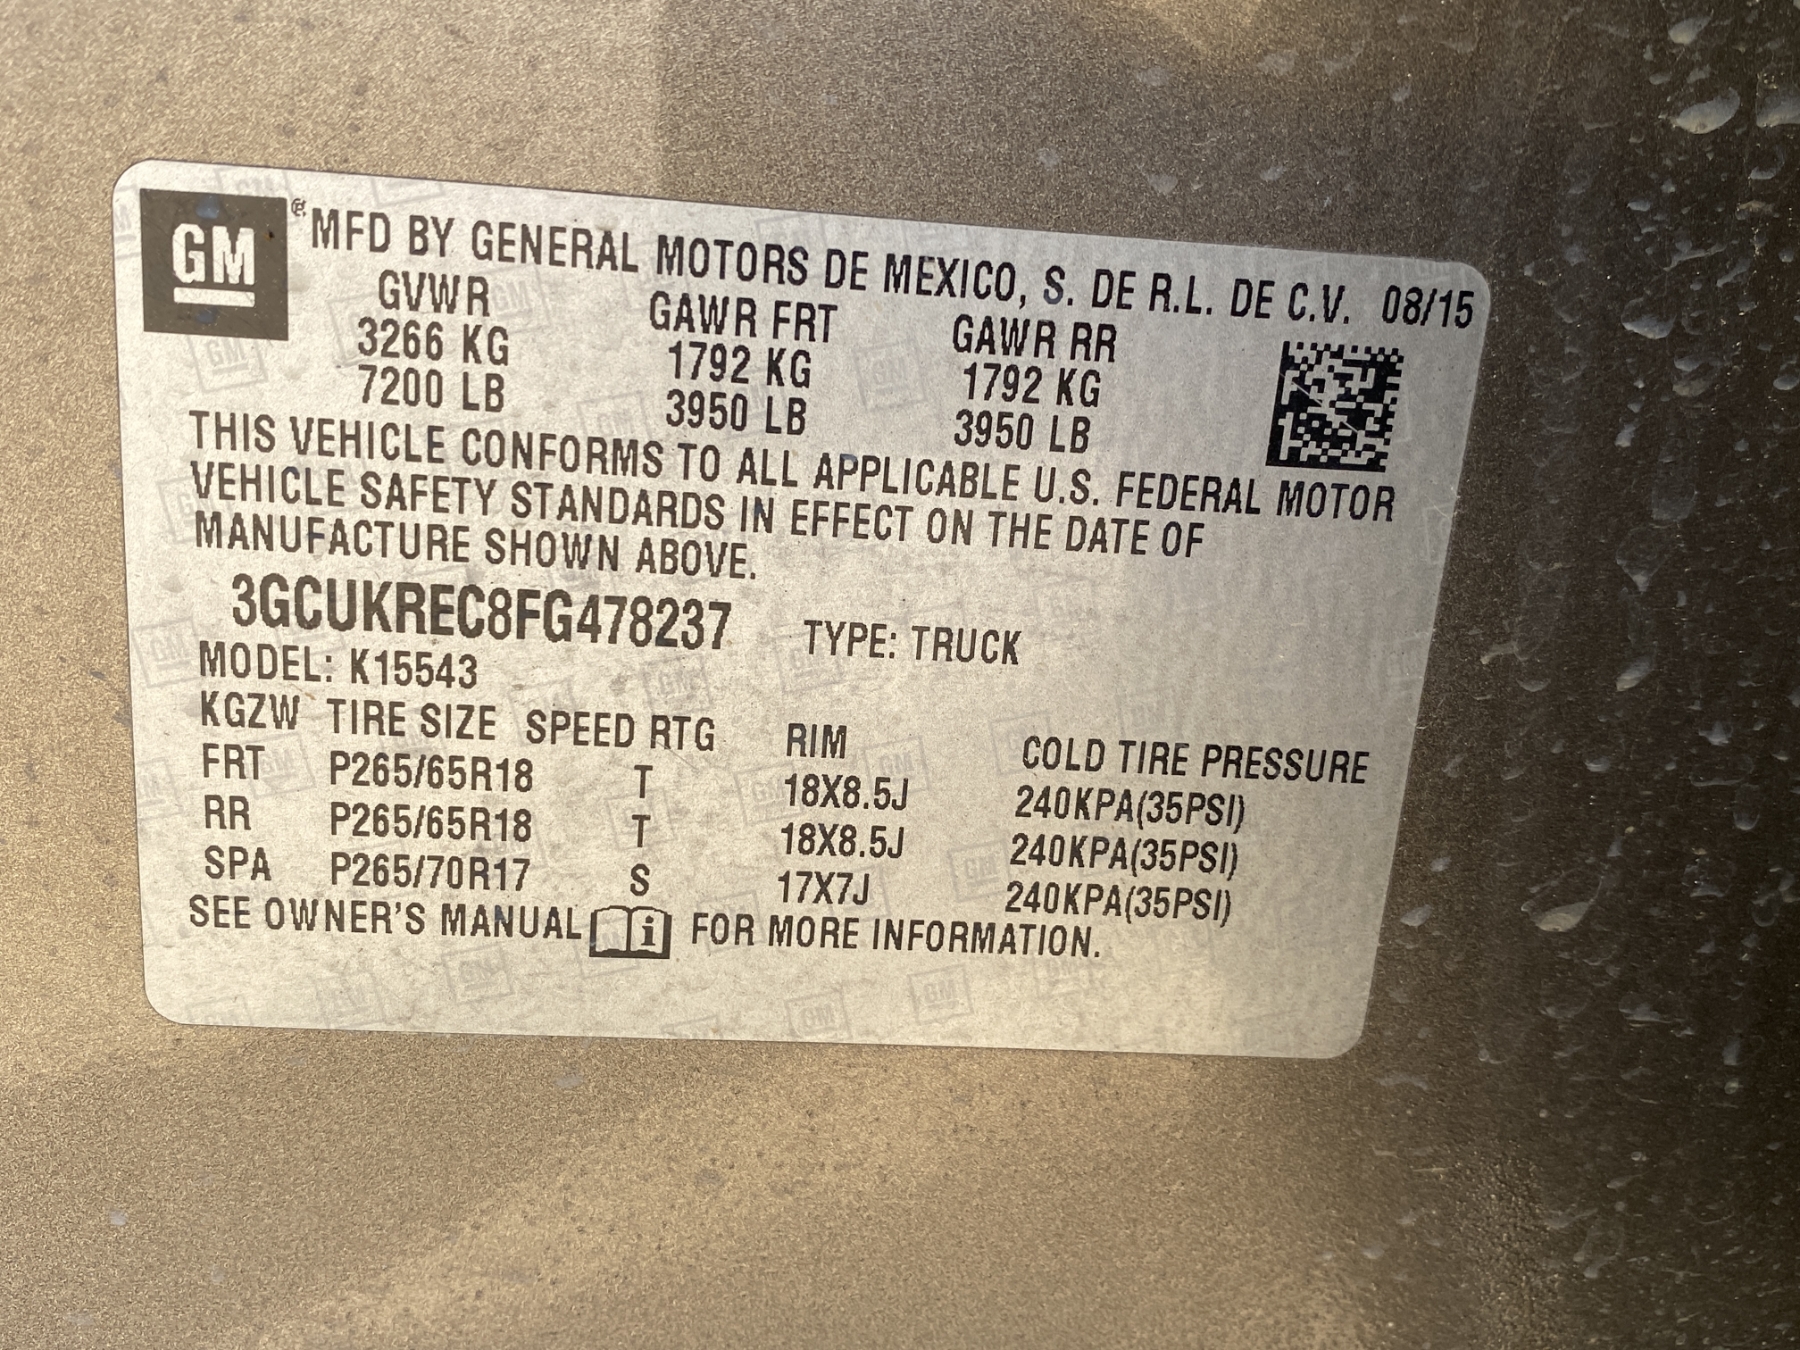 GM ® MFD BY GENERAL MOTORS DE MEXICO, S. DE R.L. DE C.V. 08/15
GVWR GAWR FRT GAWR RR
3266 KG 1792 KG 1792 KG
7200 LB 3950 LB 3950 LB
THIS VEHICLE CONFORMS TO ALL APPLICABLE U.S. FEDERAL MOTOR
VEHICLE SAFETY STANDARDS IN EFFECT ON THE DATE OF
MANUFACTURE SHOWN ABOVE.
3GCUKREC8FG478237 TYPE: TRUCK
MODEL: K15543
KGZW TIRE SIZE SPEED RTG RIM COLD TIRE PRESSURE
FRT P265/65R18 T 18X8.5J 240KPA(35PSI)
RR P265/65R18 T 18X8.5J 240KPA(35PSI)
SPA P265/70R17 S 17X7J 240KPA(35PSI)
SEE OWNER'S MANUAL i FOR MORE INFORMATION.